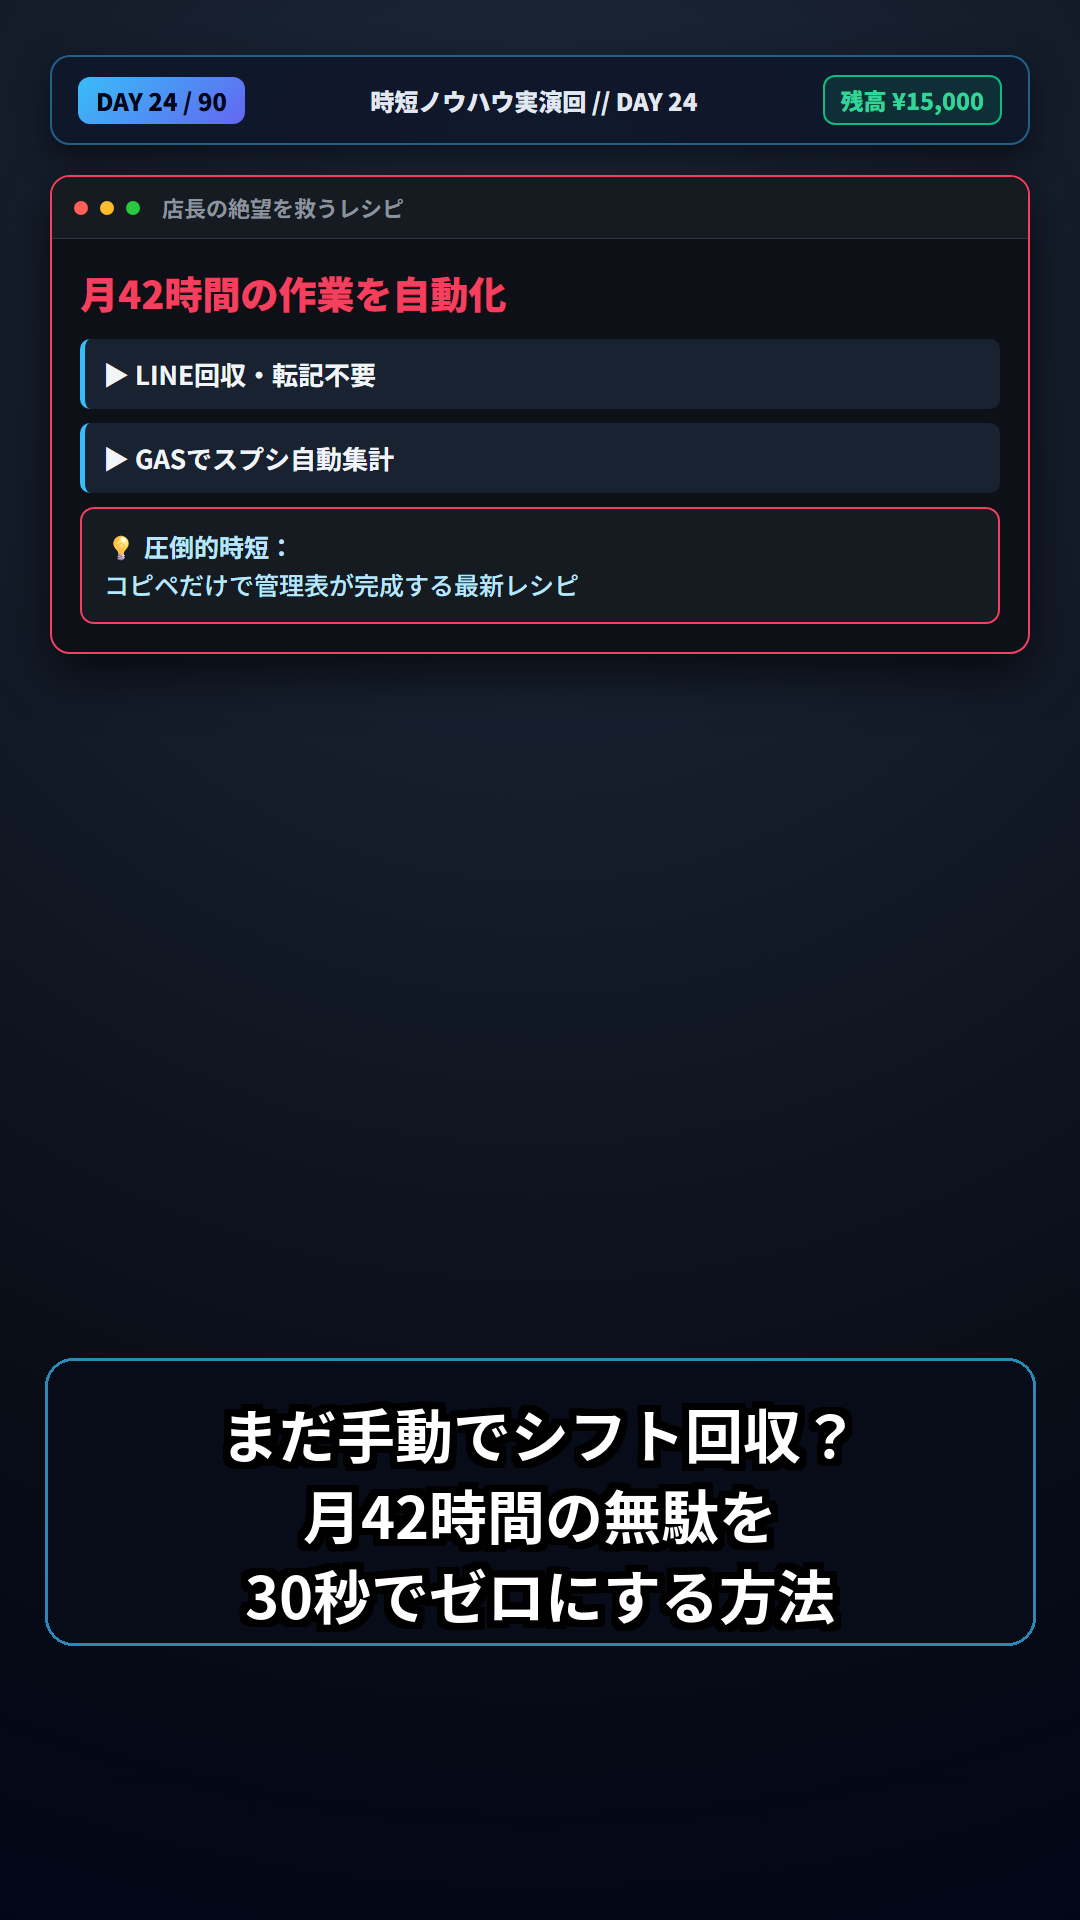 DAY 24 / 90
時短ノウハウ実演回 // DAY 24
残高 ¥15,000
店長の絶望を救うレシピ
月42時間の作業を自動化
▶ LINE回収・転記不要
▶ GASでスプシ自動集計
💡 圧倒的時短：
コピペだけで管理表が完成する最新レシピ
まだ手動でシフト回収？
月42時間の無駄を
30秒でゼロにする方法